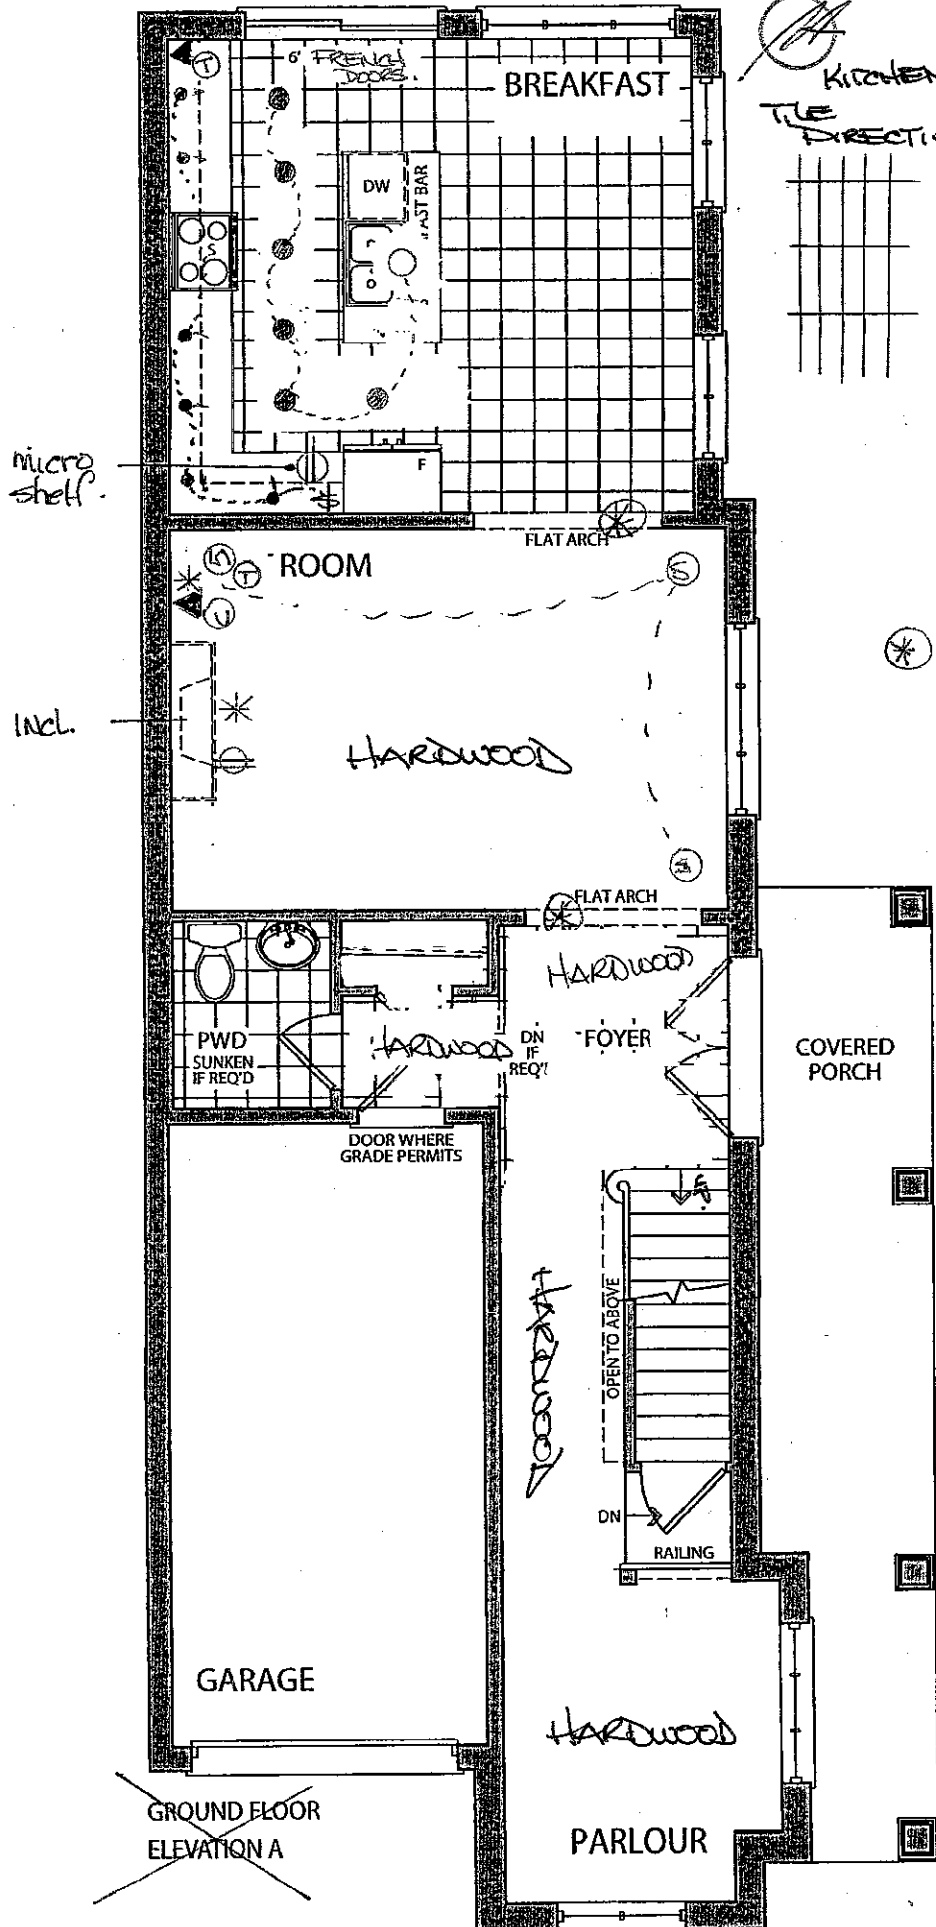 KITCHEN
TILE
6' FRENCH
DOORS.
BREAKFAST
DW
AST BAR
S
micro
shelf.
F
FLAT ARCH
ROOM
S
T
S
INCL.
HARDWOOD
S
FLAT ARCH
HARDWOOD
PWD
SUNKEN
IF REQ'D
HARDWOOD
DN
IF
FOYER
COVERED
PORCH
DOOR WHERE
GRADE PERMITS
OPEN TO ABOVE
HARDWOOD
DN
RAILING
GARAGE
HARDWOOD
GROUND FLOOR
ELEVATION A
PARLOUR